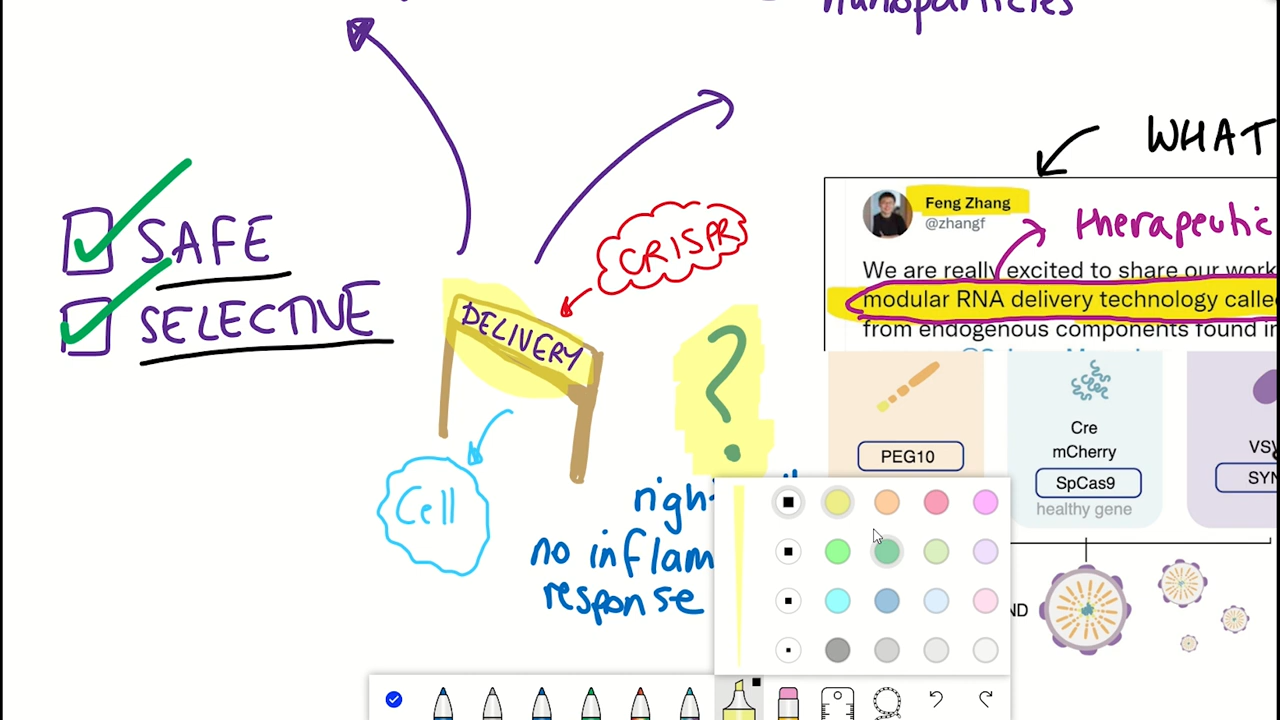 nanoparticles
WHAT
Feng Zhang
@zhangf
therapeutic
SAFE
CRISPR
We are really excited to share our work
modular RNA delivery technology calle
from endogenous components found in
SELECTIVE
DELIVERY
?
Cre
mCherry
PEG10
SpCas9
healthy gene
VS
SYN
Cell
right
no inflam
response
ND